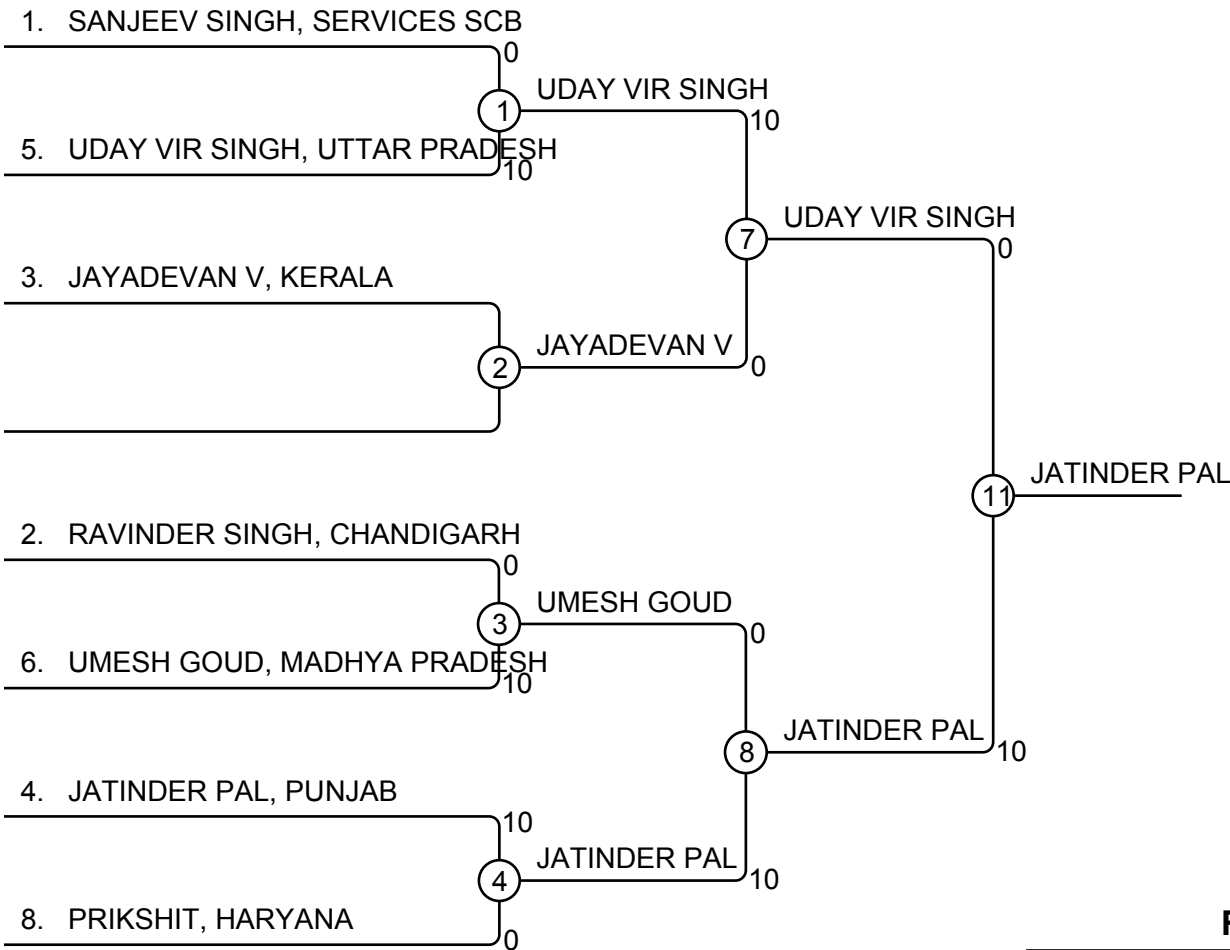 1. SANJEEV SINGH, SERVICES SCB
0
1
UDAY VIR SINGH
10
5. UDAY VIR SINGH, UTTAR PRADESH
10
7
UDAY VIR SINGH
0
3. JAYADEVAN V, KERALA
2
JAYADEVAN V
0
11
JATINDER PAL
2. RAVINDER SINGH, CHANDIGARH
0
3
UMESH GOUD
0
6. UMESH GOUD, MADHYA PRADESH
10
8
JATINDER PAL
10
4. JATINDER PAL, PUNJAB
10
4
JATINDER PAL
10
8. PRIKSHIT, HARYANA
0